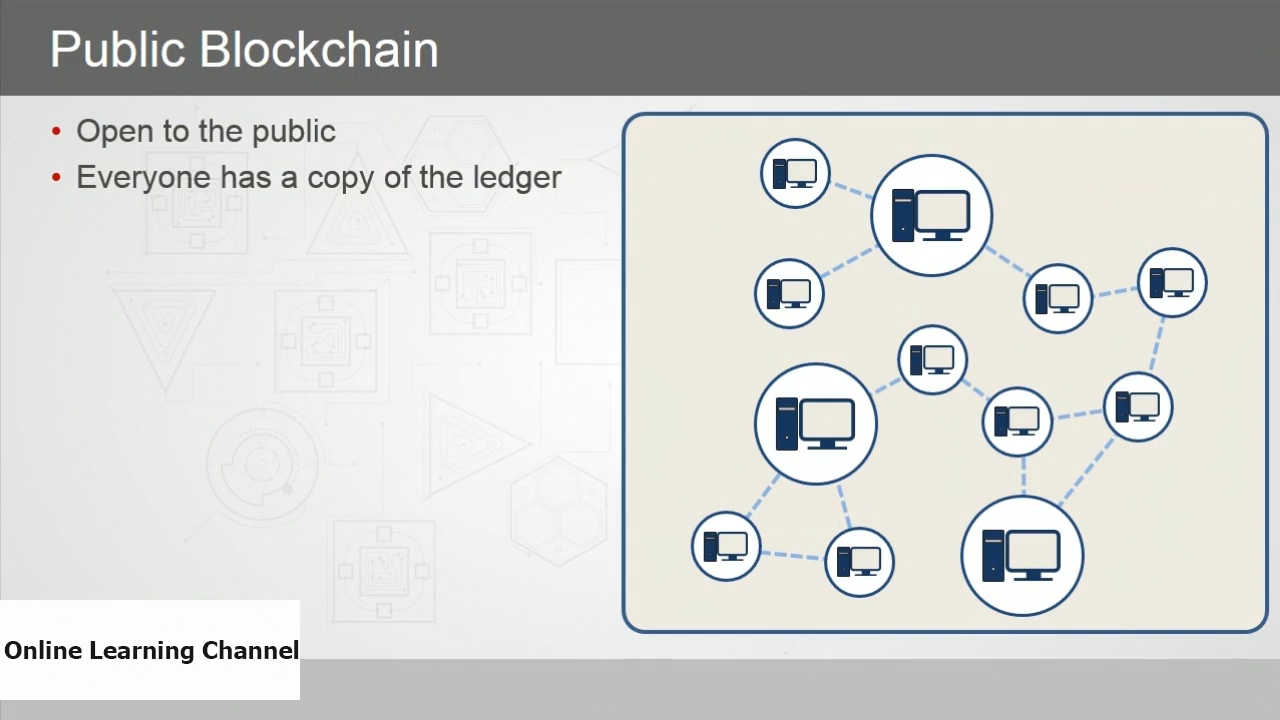 Public Blockchain
• Open to the public
• Everyone has a copy of the ledger
Online Learning Channel